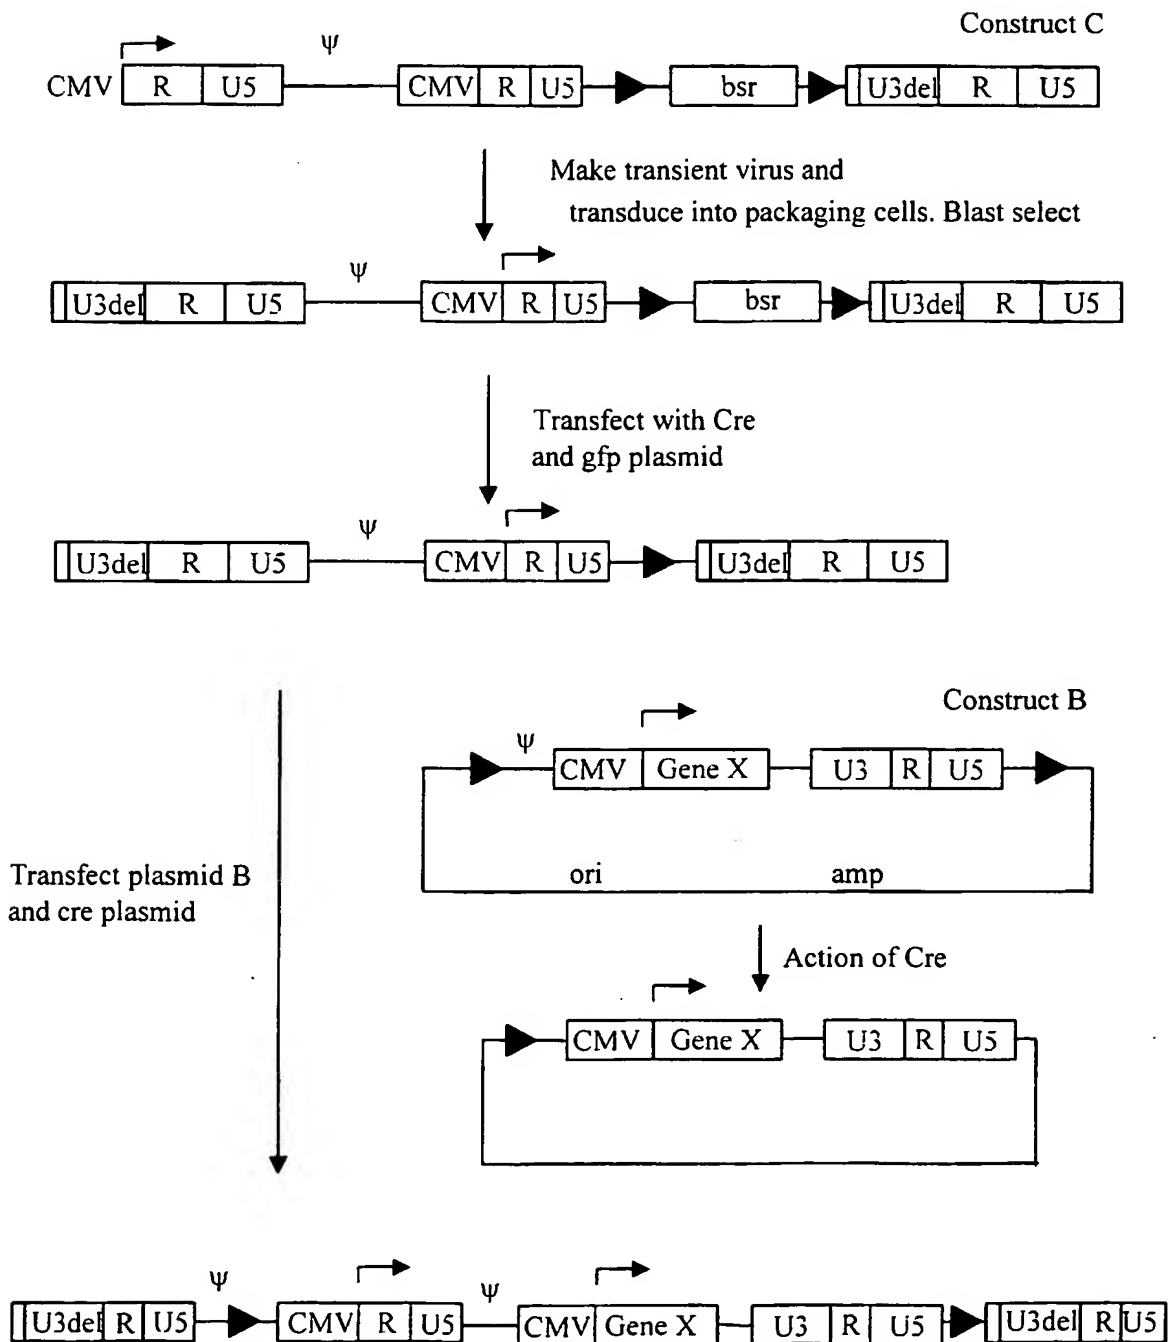 Construct C
ψ
CMV R U5 CMV R U5 bsr U3del R U5
Make transient virus and
transduce into packaging cells. Blast select
ψ
U3del R U5 CMV R U5 bsr U3del R U5
Transfect with Cre
and gfp plasmid
ψ
U3del R U5 CMV R U5 U3del R U5
Construct B
ψ
CMV Gene X U3 R U5
ori amp
Transfect plasmid B
and cre plasmid
Action of Cre
CMV Gene X U3 R U5
ψ ψ
U3del R U5 CMV R U5 CMV Gene X U3 R U5 U3del R U5